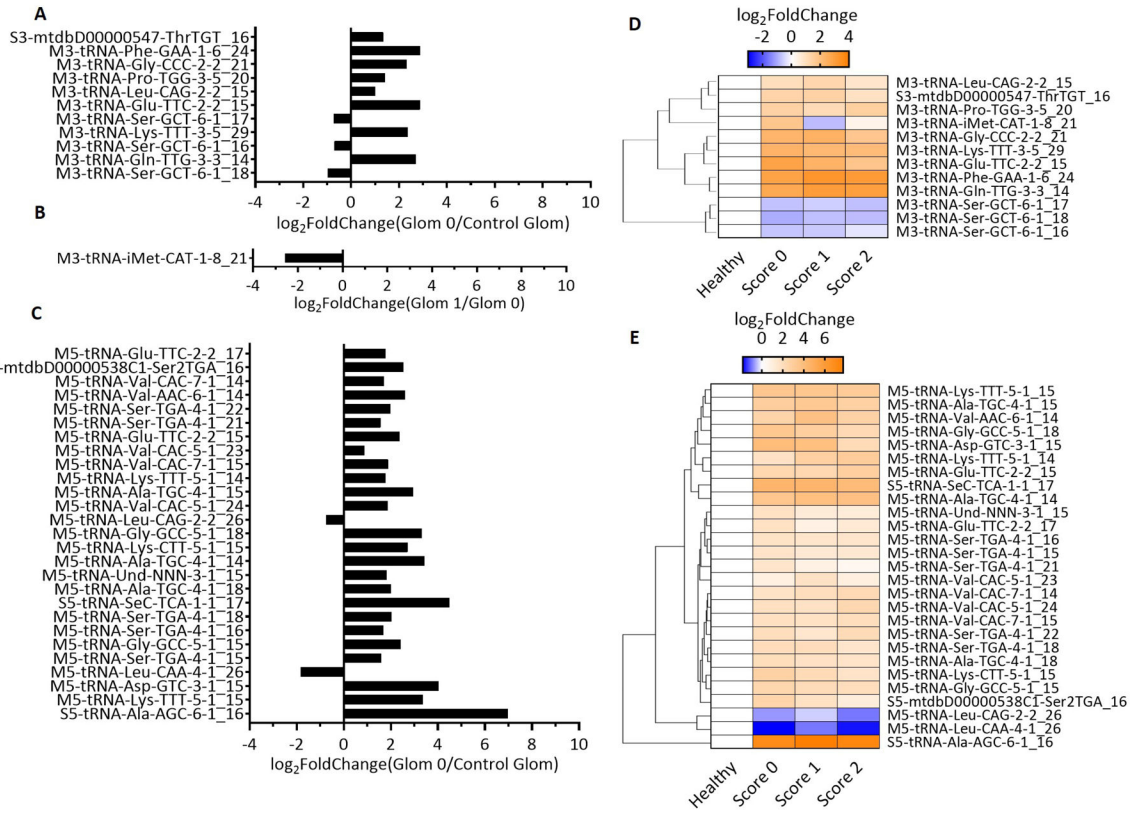 A
S3-mtdbD00000547-ThrTGT_16
M3-tRNA-Phe-GAA-1-6_24
M3-tRNA-Gly-CCC-2-2_21
M3-tRNA-Pro-TGG-3-5_20
M3-tRNA-Leu-CAG-2-2_15
M3-tRNA-Glu-TTC-2-2_15
M3-tRNA-Ser-GCT-6-1_17
M3-tRNA-Lys-TTT-3-5_29
M3-tRNA-Ser-GCT-6-1_16
M3-tRNA-Gln-TTG-3-3_14
M3-tRNA-Ser-GCT-6-1_18
-4 -2 0 2 4 6 8 10
log2FoldChange(Glom 0/Control Glom)
B
M3-tRNA-iMet-CAT-1-8_21
-4 -2 0 2 4 6 8 10
log2FoldChange(Glom 1/Glom 0)
C
M5-tRNA-Glu-TTC-2-2_17
-mtdbD00000538C1-Ser2TGA_16
M5-tRNA-Val-CAC-7-1_14
M5-tRNA-Val-AAC-6-1_14
M5-tRNA-Ser-TGA-4-1_22
M5-tRNA-Ser-TGA-4-1_21
M5-tRNA-Glu-TTC-2-2_15
M5-tRNA-Val-CAC-5-1_23
M5-tRNA-Val-CAC-7-1_15
M5-tRNA-Lys-TTT-5-1_14
M5-tRNA-Ala-TGC-4-1_15
M5-tRNA-Val-CAC-5-1_24
M5-tRNA-Leu-CAG-2-2_26
M5-tRNA-Gly-GCC-5-1_18
M5-tRNA-Lys-CTT-5-1_15
M5-tRNA-Ala-TGC-4-1_14
M5-tRNA-Und-NNN-3-1_15
M5-tRNA-Ala-TGC-4-1_18
S5-tRNA-SeC-TCA-1-1_17
M5-tRNA-Ser-TGA-4-1_18
M5-tRNA-Ser-TGA-4-1_16
M5-tRNA-Gly-GCC-5-1_15
M5-tRNA-Ser-TGA-4-1_15
M5-tRNA-Leu-CAA-4-1_26
M5-tRNA-Asp-GTC-3-1_15
M5-tRNA-Lys-TTT-5-1_15
S5-tRNA-Ala-AGC-6-1_16
-4 -2 0 2 4 6 8 10
log2FoldChange(Glom 0/Control Glom)
D
log2FoldChange
-2 0 2 4
M3-tRNA-Leu-CAG-2-2_15
S3-mtdbD00000547-ThrTGT_16
M3-tRNA-Pro-TGG-3-5_20
M3-tRNA-iMet-CAT-1-8_21
M3-tRNA-Gly-CCC-2-2_21
M3-tRNA-Lys-TTT-3-5_29
M3-tRNA-Glu-TTC-2-2_15
M3-tRNA-Phe-GAA-1-6_24
M3-tRNA-Gln-TTG-3-3_14
M3-tRNA-Ser-GCT-6-1_17
M3-tRNA-Ser-GCT-6-1_18
M3-tRNA-Ser-GCT-6-1_16
Healthy Score 0 Score 1 Score 2
E
log2FoldChange
0 2 4 6
M5-tRNA-Lys-TTT-5-1_15
M5-tRNA-Ala-TGC-4-1_15
M5-tRNA-Val-AAC-6-1_14
M5-tRNA-Gly-GCC-5-1_18
M5-tRNA-Asp-GTC-3-1_15
M5-tRNA-Lys-TTT-5-1_14
M5-tRNA-Glu-TTC-2-2_15
S5-tRNA-SeC-TCA-1-1_17
M5-tRNA-Ala-TGC-4-1_14
M5-tRNA-Und-NNN-3-1_15
M5-tRNA-Glu-TTC-2-2_17
M5-tRNA-Ser-TGA-4-1_16
M5-tRNA-Ser-TGA-4-1_15
M5-tRNA-Ser-TGA-4-1_21
M5-tRNA-Val-CAC-5-1_23
M5-tRNA-Val-CAC-7-1_14
M5-tRNA-Val-CAC-5-1_24
M5-tRNA-Val-CAC-7-1_15
M5-tRNA-Ser-TGA-4-1_22
M5-tRNA-Ser-TGA-4-1_18
M5-tRNA-Ala-TGC-4-1_18
M5-tRNA-Lys-CTT-5-1_15
M5-tRNA-Gly-GCC-5-1_15
S5-mtdbD00000538C1-Ser2TGA_16
M5-tRNA-Leu-CAG-2-2_26
M5-tRNA-Leu-CAA-4-1_26
S5-tRNA-Ala-AGC-6-1_16
Healthy Score 0 Score 1 Score 2